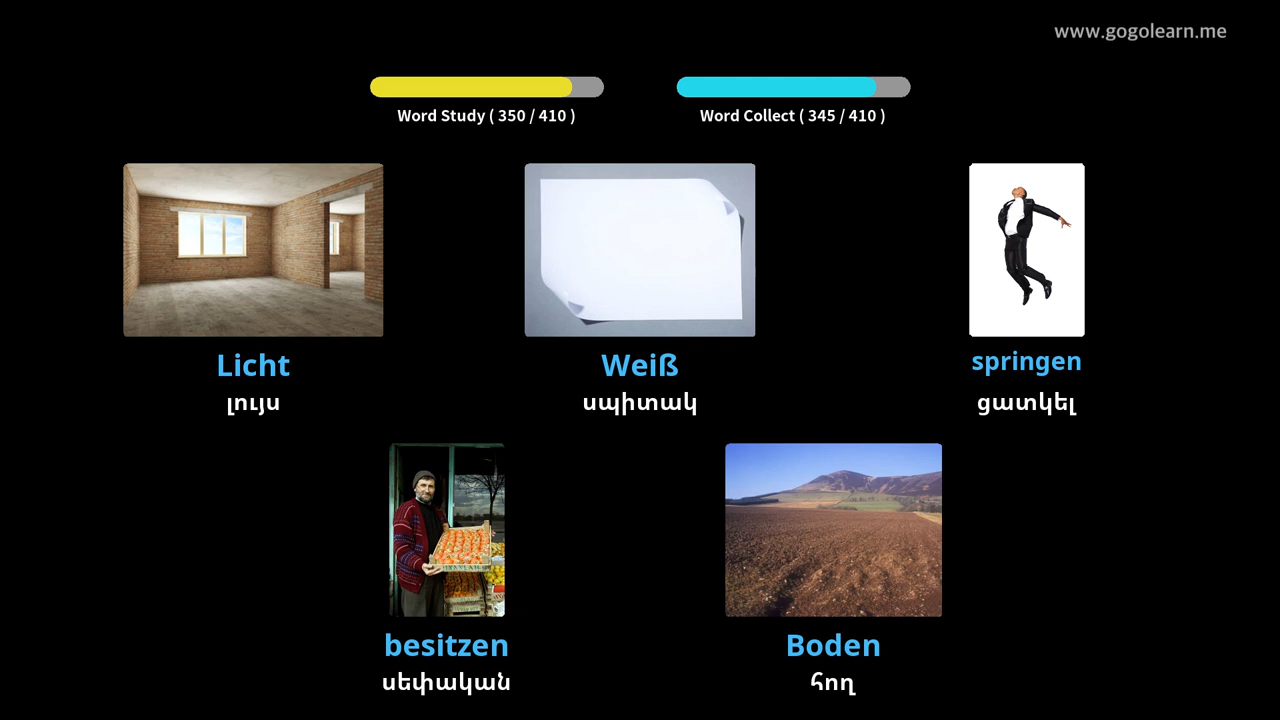 www.gogolearn.me
Word Study ( 350 / 410 )
Word Collect ( 345 / 410 )
Licht
լույս
Weiß
սպիտակ
springen
ցատկել
besitzen
սեփական
Boden
հող